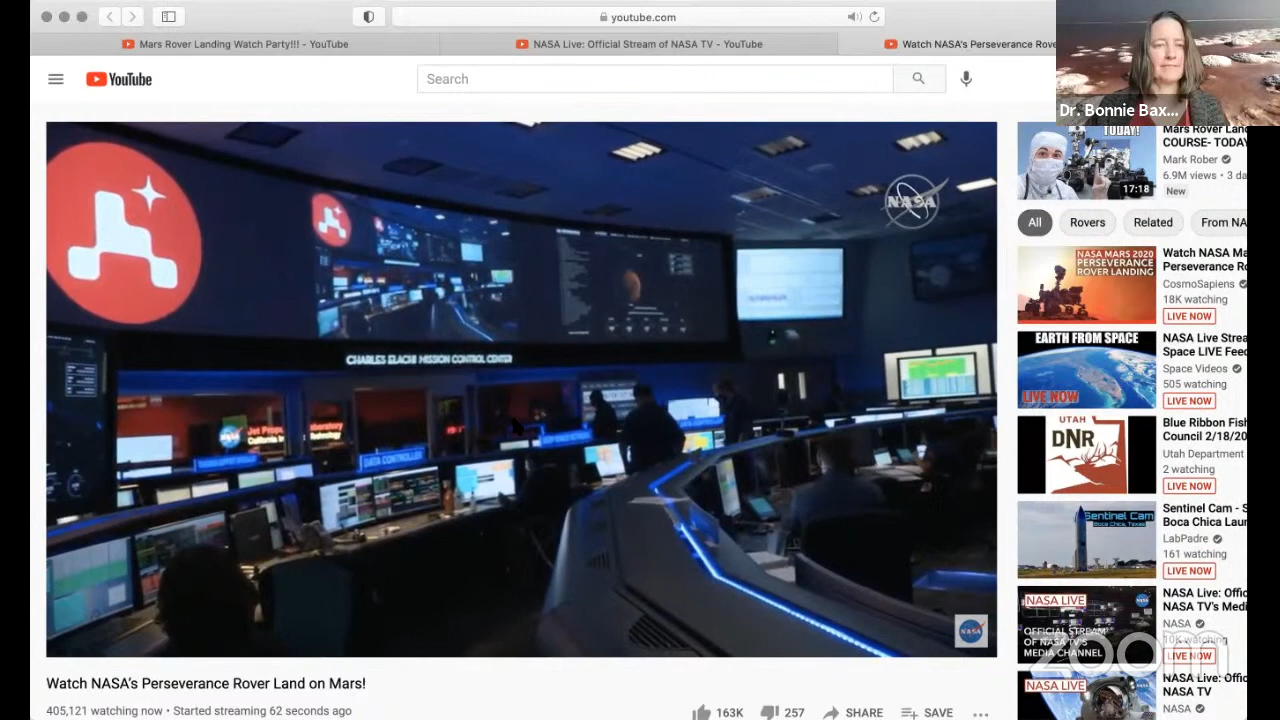 youtube.com
Mars Rover Landing Watch Party!!! - YouTube
NASA Live: Official Stream of NASA TV - YouTube
Watch NASA's Perseverance Rove
YouTube
Search
Dr. Bonnie Bax...
NASA
CHARLES ELACHI MISSION CONTROL CENTER
DATA CONTROLLER
NASA
Watch NASA's Perseverance Rover Land on Mars!
405,121 watching now • Started streaming 62 seconds ago
163K
257
SHARE
SAVE
TODAY!
17:18
Mars Rover Land
COURSE- TODAY
Mark Rober
6.9M views • 3 da
New
All
Rovers
Related
From NA
NASA MARS 2020
PERSEVERANCE
ROVER LANDING
Watch NASA Ma
Perseverance Ro
CosmoSapiens
18K watching
LIVE NOW
EARTH FROM SPACE
LIVE NOW
NASA Live Strea
Space LIVE Feed
Space Videos
505 watching
LIVE NOW
UTAH
DNR
Blue Ribbon Fish
Council 2/18/20
Utah Department
2 watching
LIVE NOW
Sentinel Cam
Boca Chica, Texas
Sentinel Cam - S
Boca Chica Laun
LabPadre
161 watching
LIVE NOW
NASA LIVE
OFFICIAL STREAM
OF NASA TV'S
MEDIA CHANNEL
NASA Live: Offic
NASA TV's Medi
NASA
10K watching
LIVE NOW
zoom
NASA LIVE
NASA Live: Offic
NASA TV
NASA